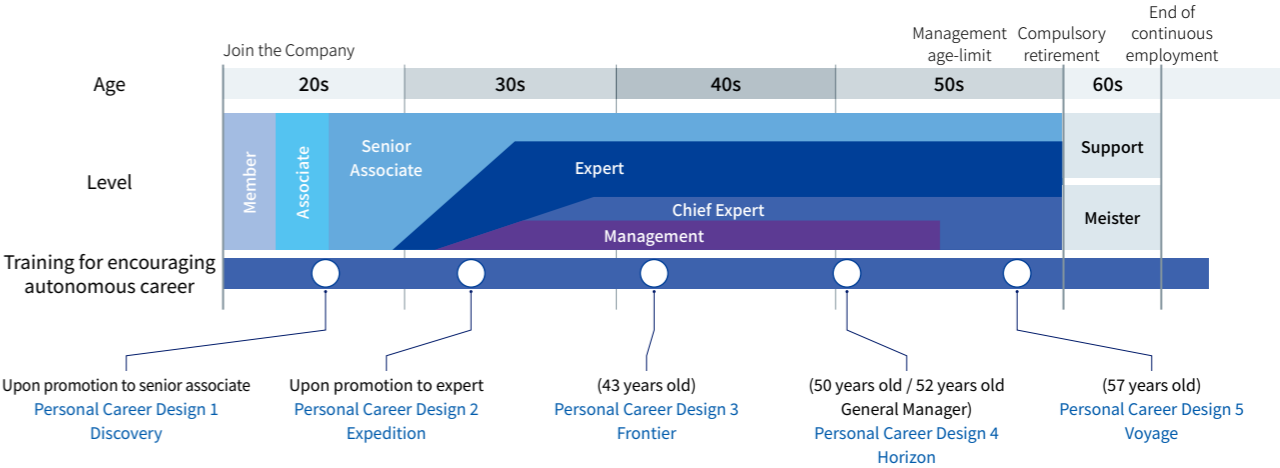 Join the Company
Management
age-limit
Compulsory
retirement
End of
continuous
employment
Age
20s
30s
40s
50s
60s
Level
Member
Associate
Senior
Associate
Expert
Chief Expert
Management
Support
Meister
Training for encouraging
autonomous career
Upon promotion to senior associate
Personal Career Design 1
Discovery
Upon promotion to expert
Personal Career Design 2
Expedition
(43 years old)
Personal Career Design 3
Frontier
(50 years old / 52 years old
General Manager)
Personal Career Design 4
Horizon
(57 years old)
Personal Career Design 5
Voyage